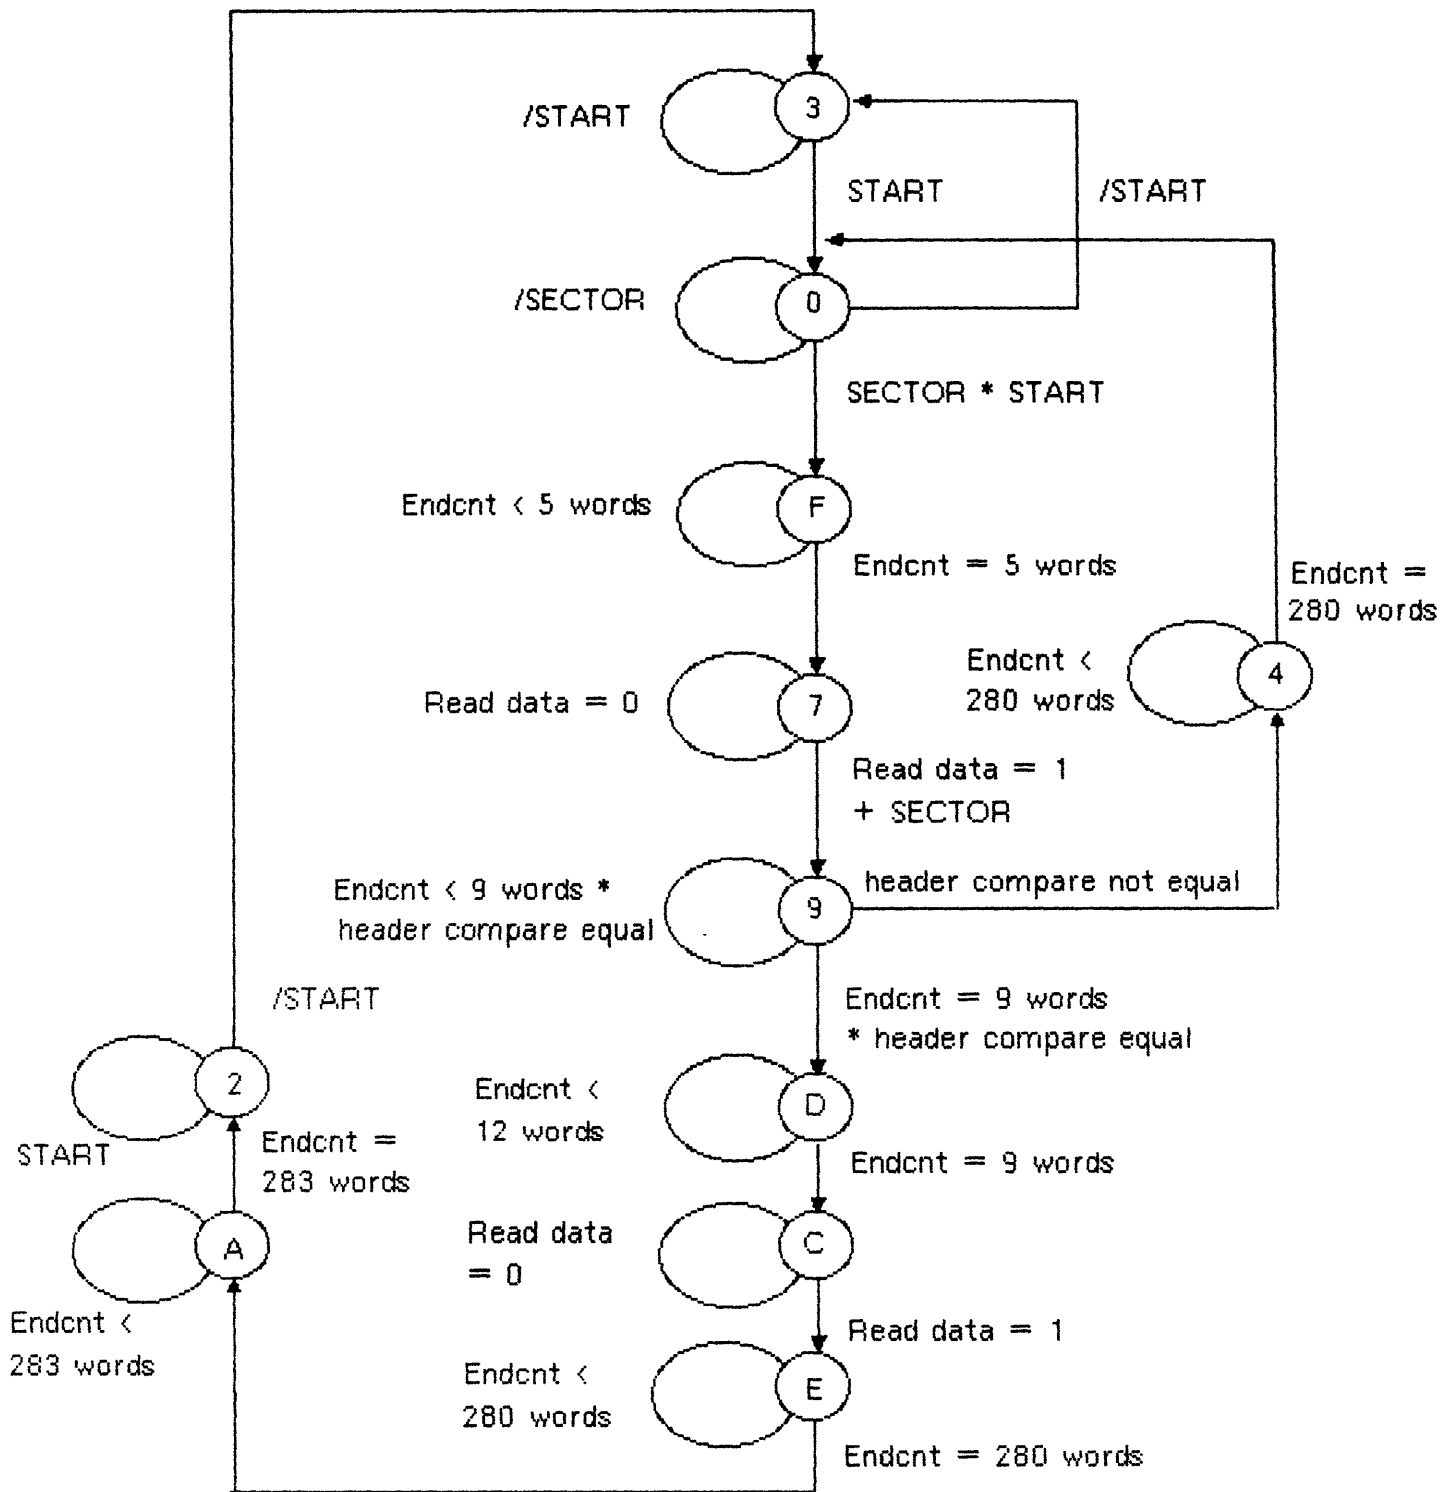 3
/START
START
/START
0
/SECTOR
SECTOR * START
F
Endcnt < 5 words
Endcnt = 5 words
Endcnt =
280 words
Endcnt <
280 words
4
7
Read data = 0
Read data = 1
+ SECTOR
Endcnt < 9 words *
header compare equal
9
header compare not equal
/START
Endcnt = 9 words
* header compare equal
2
START
Endcnt <
12 words
D
Endcnt =
283 words
Endcnt = 9 words
A
Endcnt <
283 words
Read data
= 0
C
Read data = 1
Endcnt <
280 words
E
Endcnt = 280 words